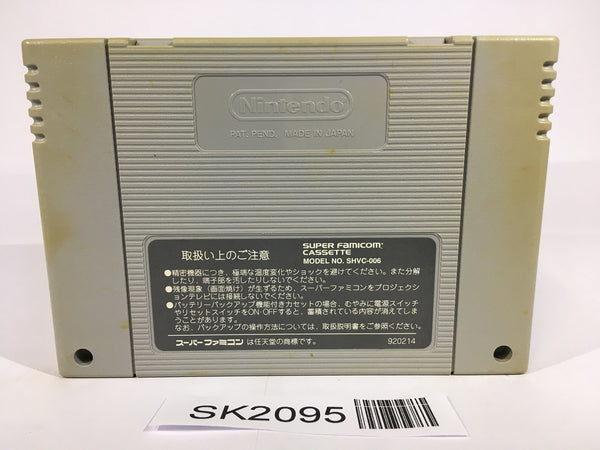 Nintendo
PAT. PEND. MADE IN JAPAN
取扱い上のご注意
SUPER FAMICOM
CASSETTE
MODEL NO. SHVC-006
●精密機器につき、極端な温度変化やショックを避けてください。また分解
したり、端子部を汚したりしないでください。
●残像現象（画面焼け）が生ずるため、スーパーファミコンをプロジェクシ
ョンテレビには接続しないでください。
●バッテリーバックアップ機能付きカセットの場合、むやみに電源スイッチ
やリセットスイッチをON・OFFすると、蓄積されている内容が消えてしま
うことがあります。
なお、バックアップの操作方法については、取扱説明書をご参照ください。
スーパーファミコン は任天堂の商標です。
920214
SK2095